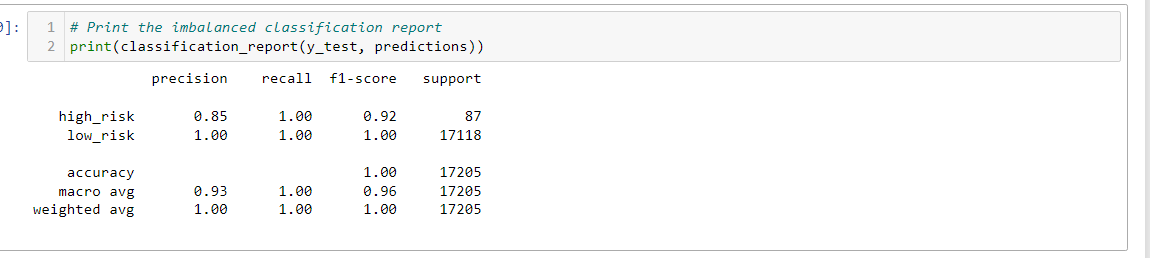 ]:
1 # Print the imbalanced classification report
2 print(classification_report(y_test, predictions))
precision recall f1-score support
high_risk 0.85 1.00 0.92 87
low_risk 1.00 1.00 1.00 17118
accuracy 1.00 17205
macro avg 0.93 1.00 0.96 17205
weighted avg 1.00 1.00 1.00 17205